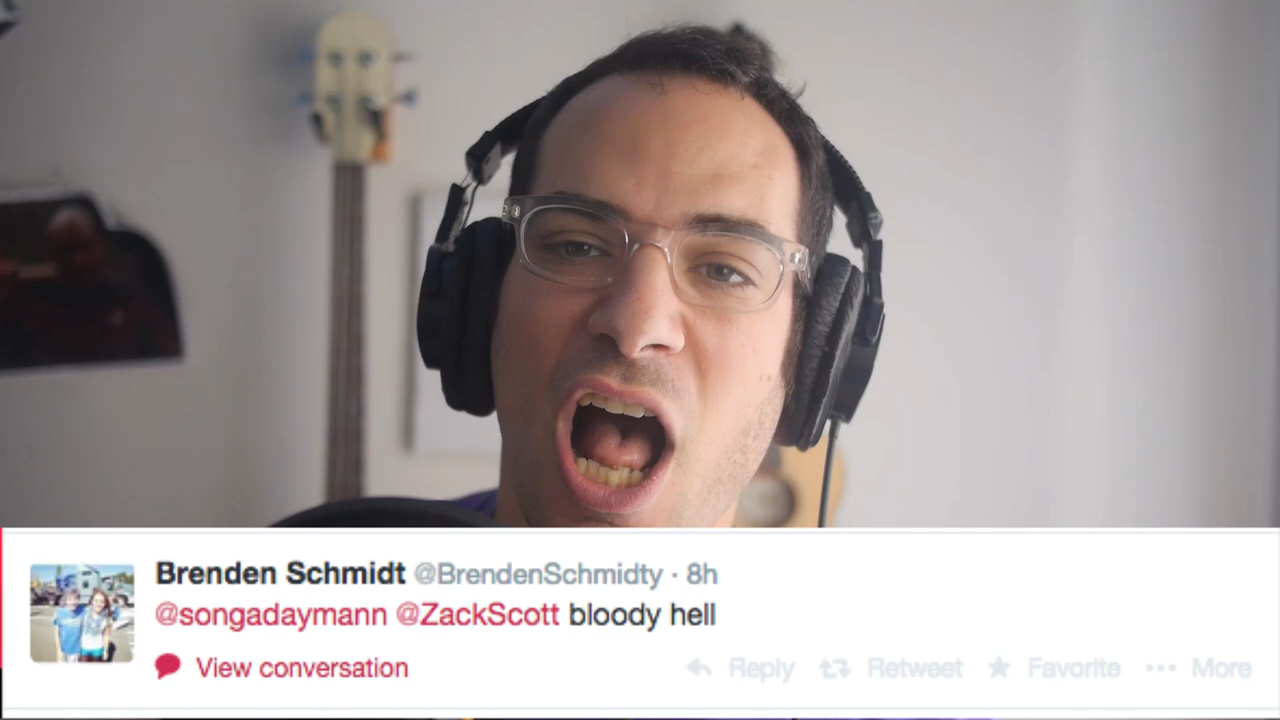 Brenden Schmidt @BrendenSchmidty · 8h
@songadaymann @ZackScott bloody hell
View conversation Reply Retweet Favorite More